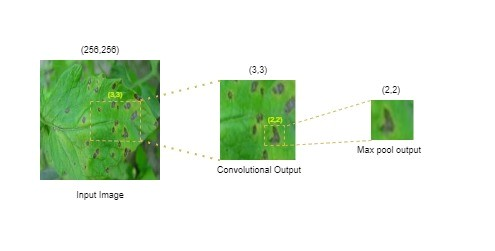 (256,256)
(3,3)
(2,2)
(3,3)
(2,2)
Max pool output
Convolutional Output
Input Image